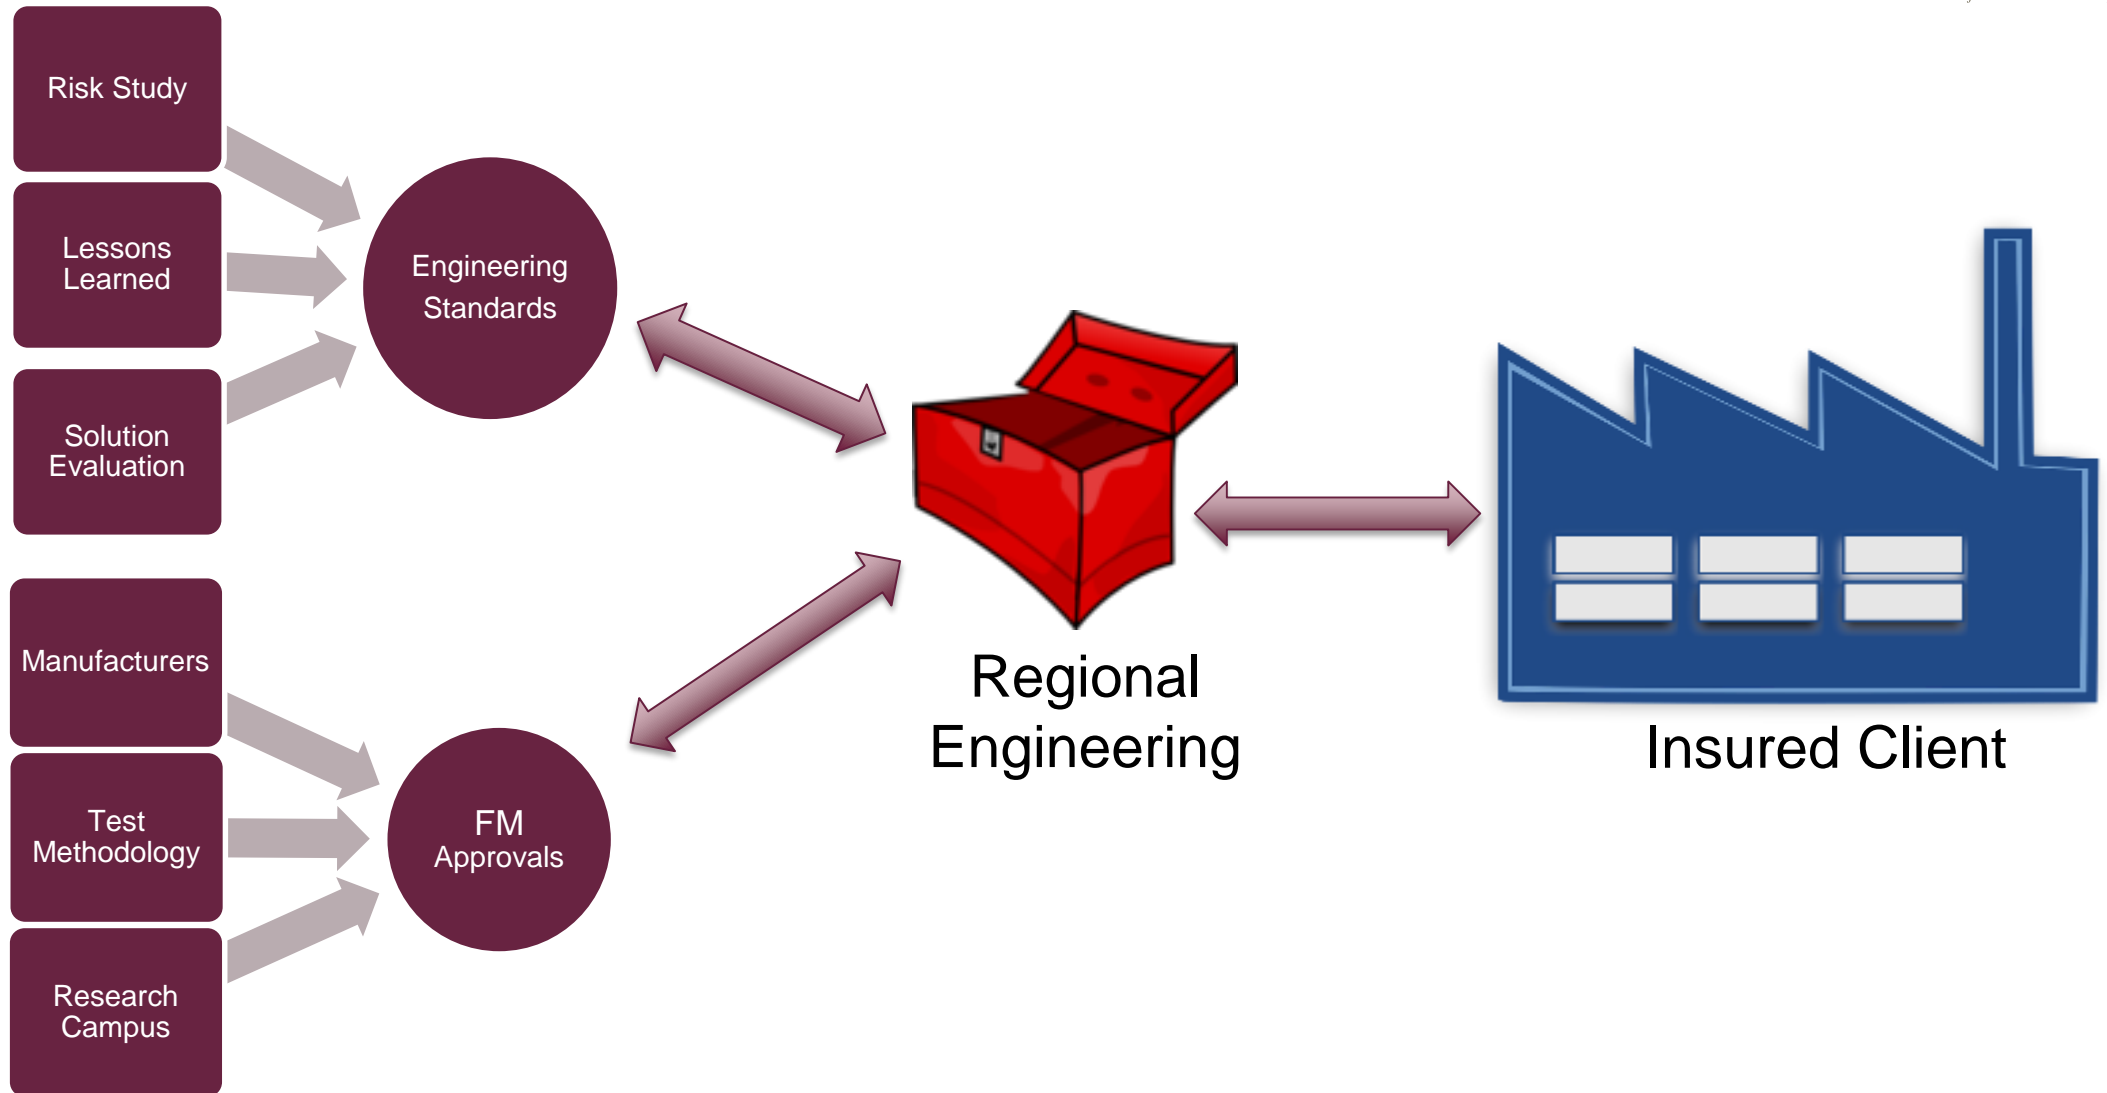 Risk Study
Lessons
Learned
Solution
Evaluation
Engineering
Standards
Manufacturers
Test
Methodology
Research
Campus
FM
Approvals
Regional
Engineering
Insured Client